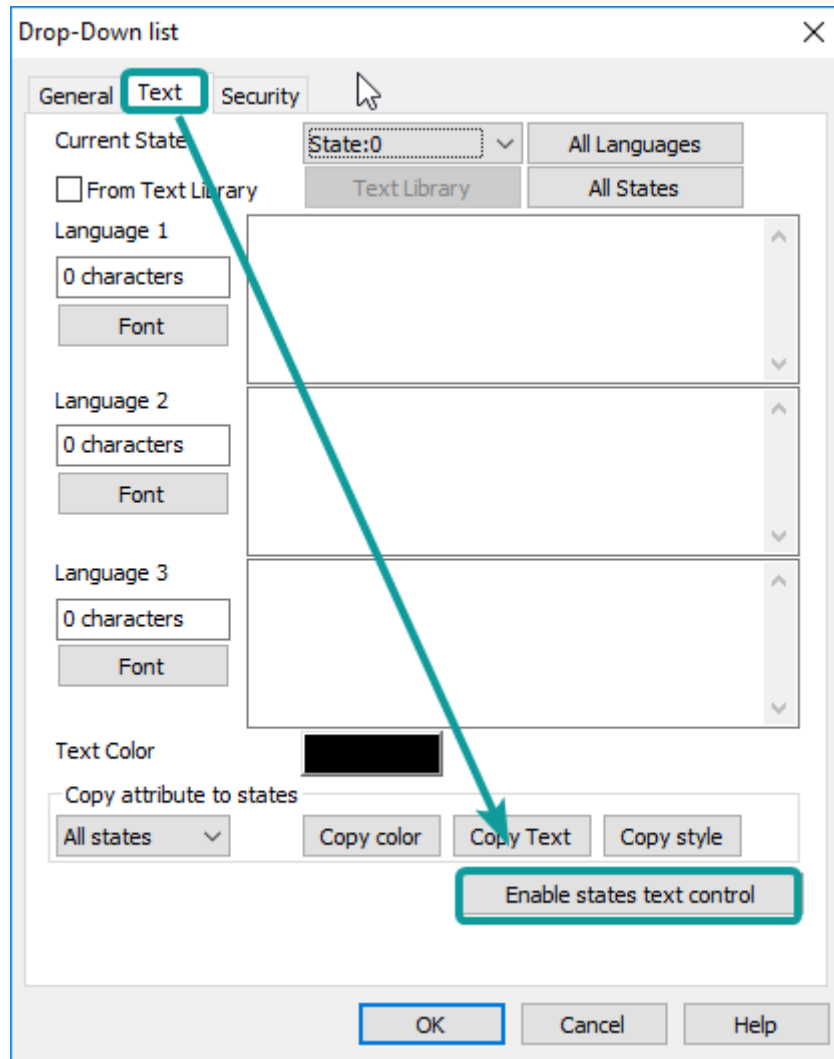 Drop-Down list
General Text Security
Current State State:0 All Languages
From Text Library Text Library All States
Language 1
0 characters
Font
Language 2
0 characters
Font
Language 3
0 characters
Font
Text Color
Copy attribute to states
All states Copy color Copy Text Copy style
Enable states text control
OK Cancel Help